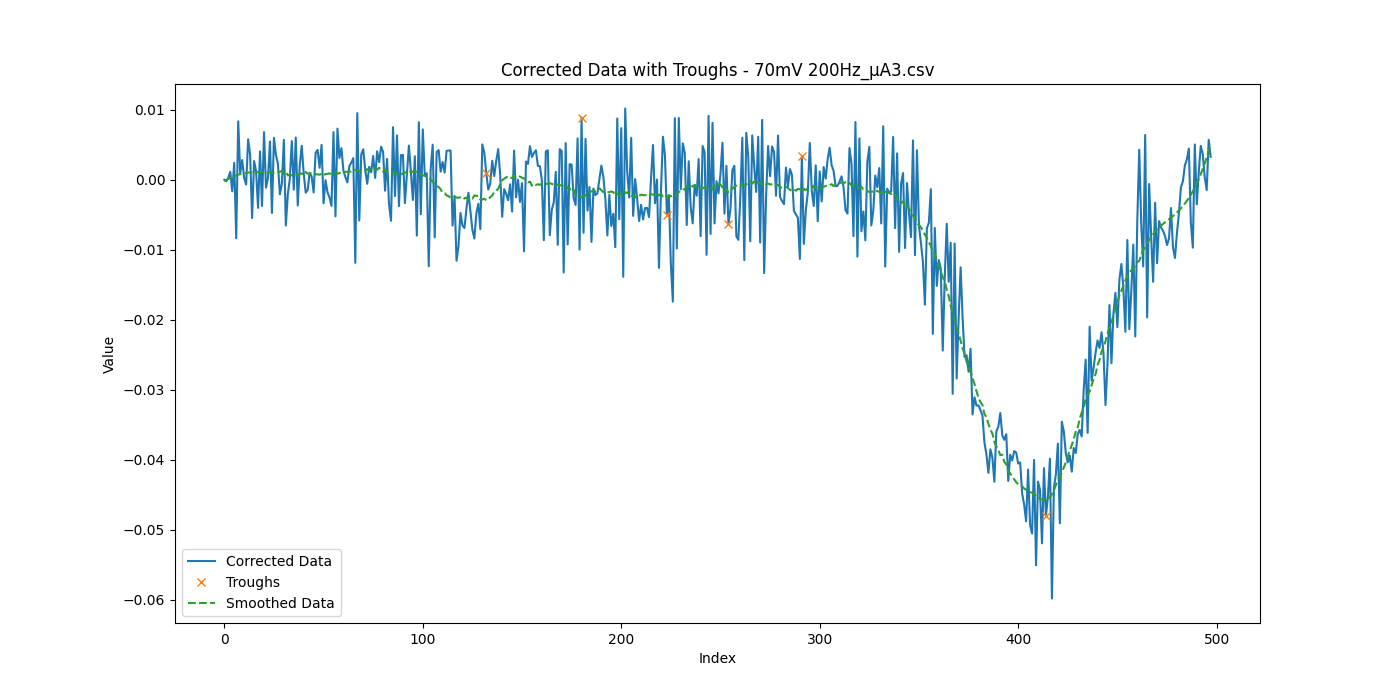 Corrected Data with Troughs - 70mV 200Hz_µA3.csv
0.01
0.00
−0.01
−0.02
−0.03
−0.04
−0.05
−0.06
Value
Corrected Data
Troughs
Smoothed Data
0 100 200 300 400 500
Index